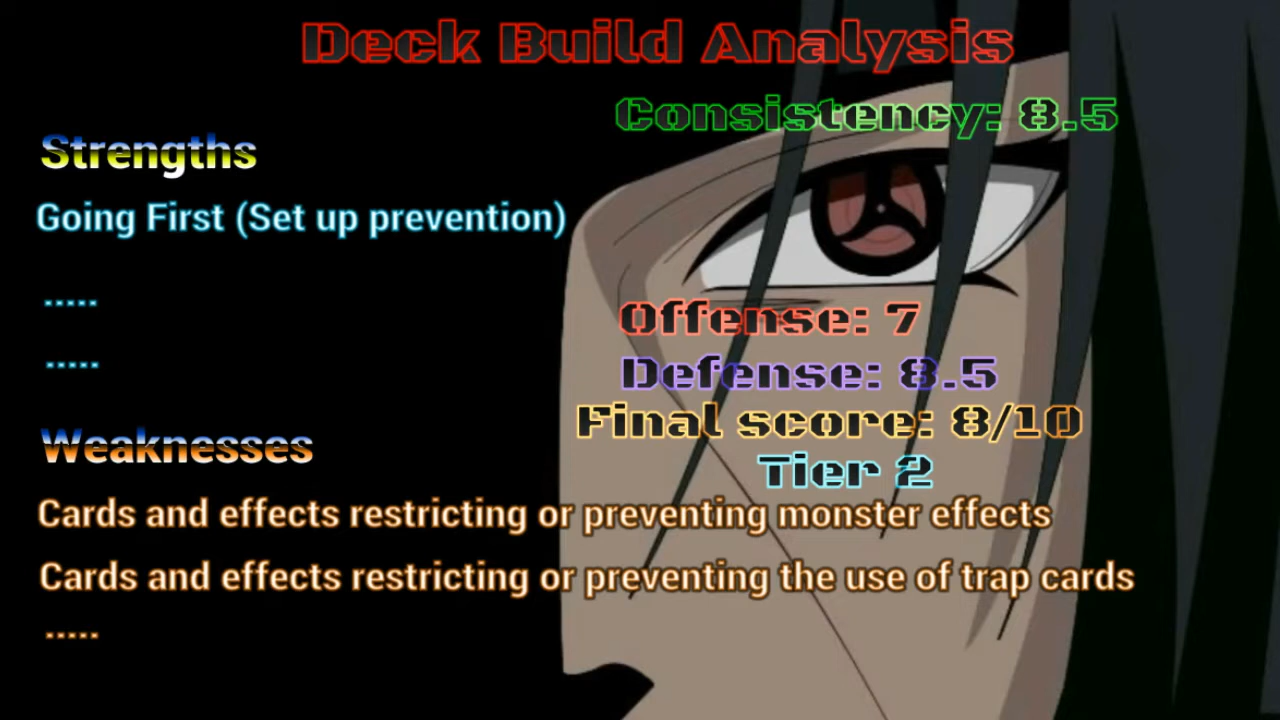 Deck Build Analysis
Consistency: 8.5
Strengths
Going First (Set up prevention)
.....
Offense: 7
.....
Defense: 8.5
Final score: 8/10
Weaknesses
Tier 2
Cards and effects restricting or preventing monster effects
Cards and effects restricting or preventing the use of trap cards
.....